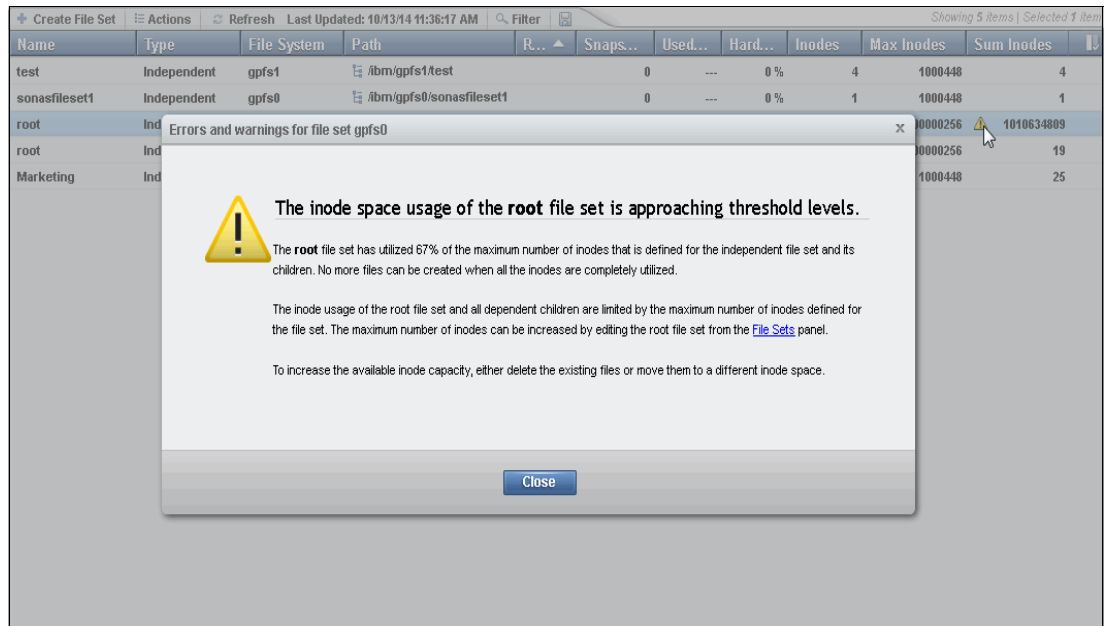 Create File Set Actions Refresh Last Updated: 10/13/14 11:36:17 AM Filter Showing 5 items | Selected 1 item
Name Type File System Path R... Snaps... Used... Hard... Inodes Max Inodes Sum Inodes
test Independent gpfs1 /ibm/gpfs1/test 0 --- 0 % 4 1000448 4
sonasfileset1 Independent gpfs0 /ibm/gpfs0/sonasfileset1 0 --- 0 % 1 1000448 1
root Ind 00000256 1010634809
root Ind 00000256 19
Marketing Ind 1000448 25
Errors and warnings for file set gpfs0 x
The inode space usage of the root file set is approaching threshold levels.
The root file set has utilized 67% of the maximum number of inodes that is defined for the independent file set and its
children. No more files can be created when all the inodes are completely utilized.
The inode usage of the root file set and all dependent children are limited by the maximum number of inodes defined for
the file set. The maximum number of inodes can be increased by editing the root file set from the File Sets panel.
To increase the available inode capacity, either delete the existing files or move them to a different inode space.
Close